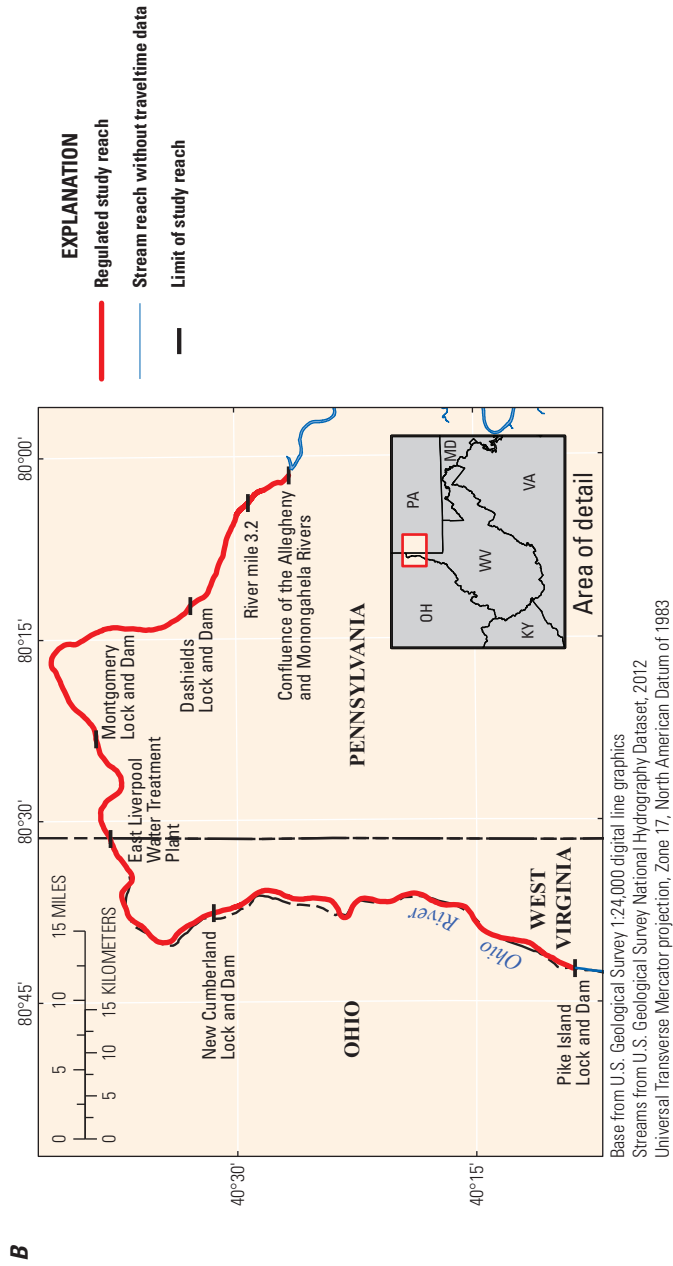 B
80°45'
80°30'
80°15'
80°00'
0 5 10 15 MILES
0 5 10 15 KILOMETERS
40°30'
40°15'
East Liverpool
Water Treatment
Plant
Montgomery
Lock and Dam
Dashields
Lock and Dam
River mile 3.2
Confluence of the Allegheny
and Monongahela Rivers
New Cumberland
Lock and Dam
OHIO
PENNSYLVANIA
WEST
VIRGINIA
Ohio
River
Pike Island
Lock and Dam
OH
PA
MD
WV
VA
KY
Area of detail
EXPLANATION
Regulated study reach
Stream reach without traveltime data
Limit of study reach
Base from U.S. Geological Survey 1:24,000 digital line graphics
Streams from U.S. Geological Survey National Hydrography Dataset, 2012
Universal Transverse Mercator projection, Zone 17, North American Datum of 1983